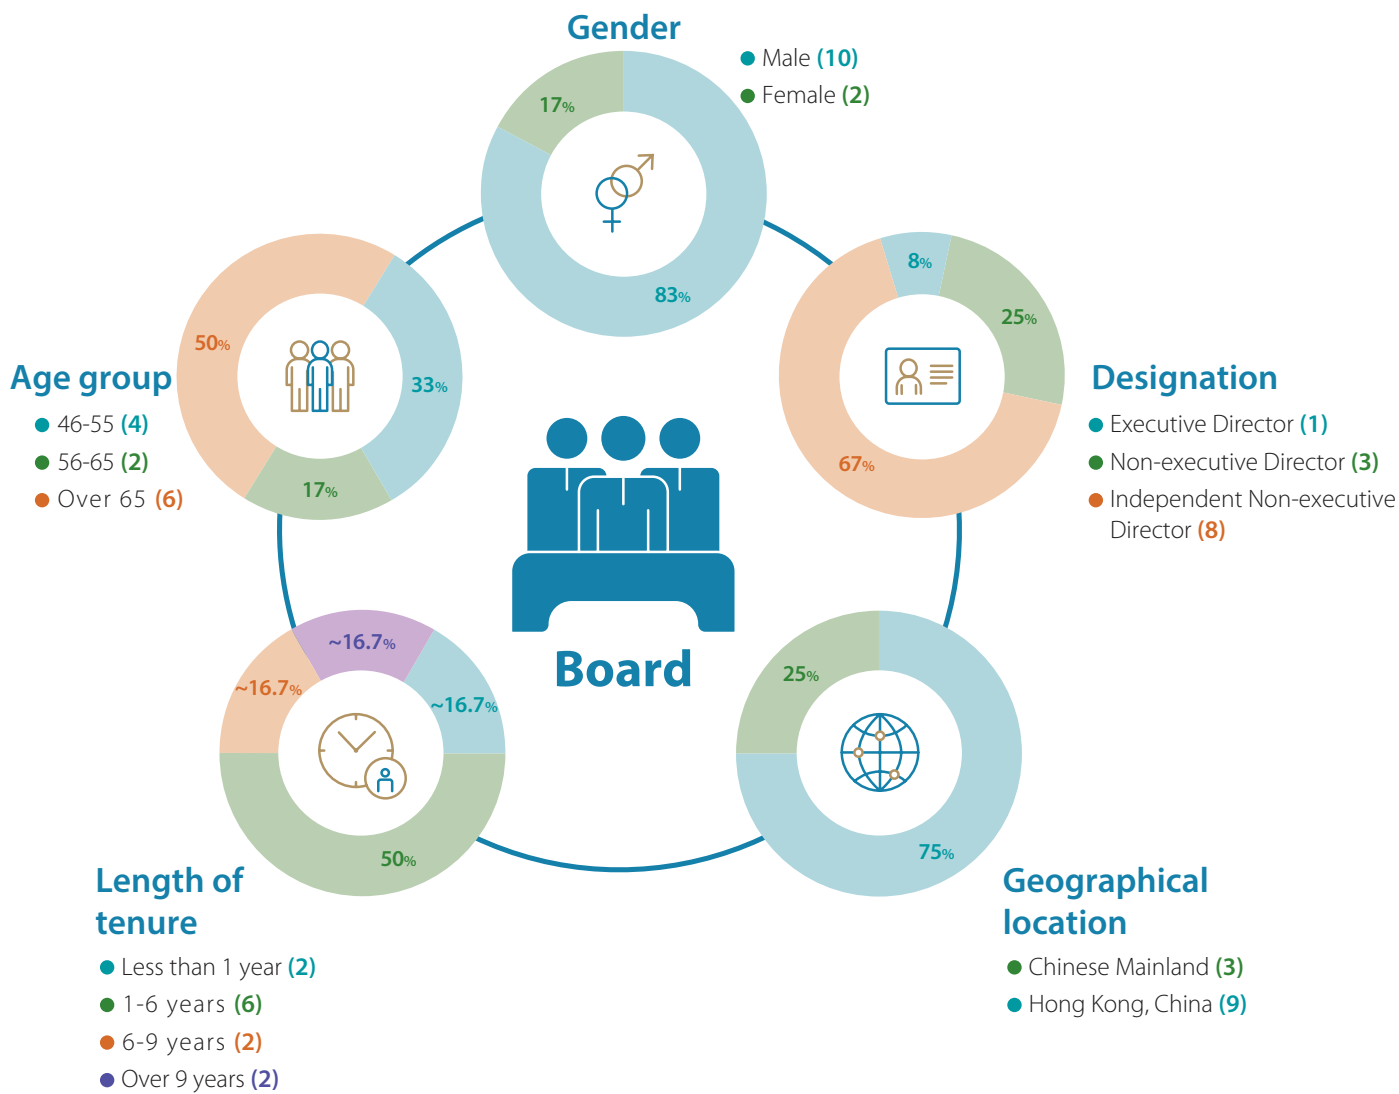 Gender
Male (10)
Female (2)
17%
83%
Age group
46-55 (4)
56-65 (2)
Over 65 (6)
50%
33%
17%
Designation
Executive Director (1)
Non-executive Director (3)
Independent Non-executive
Director (8)
8%
25%
67%
Board
Length of
tenure
Less than 1 year (2)
1-6 years (6)
6-9 years (2)
Over 9 years (2)
~16.7%
~16.7%
~16.7%
50%
Geographical
location
Chinese Mainland (3)
Hong Kong, China (9)
25%
75%